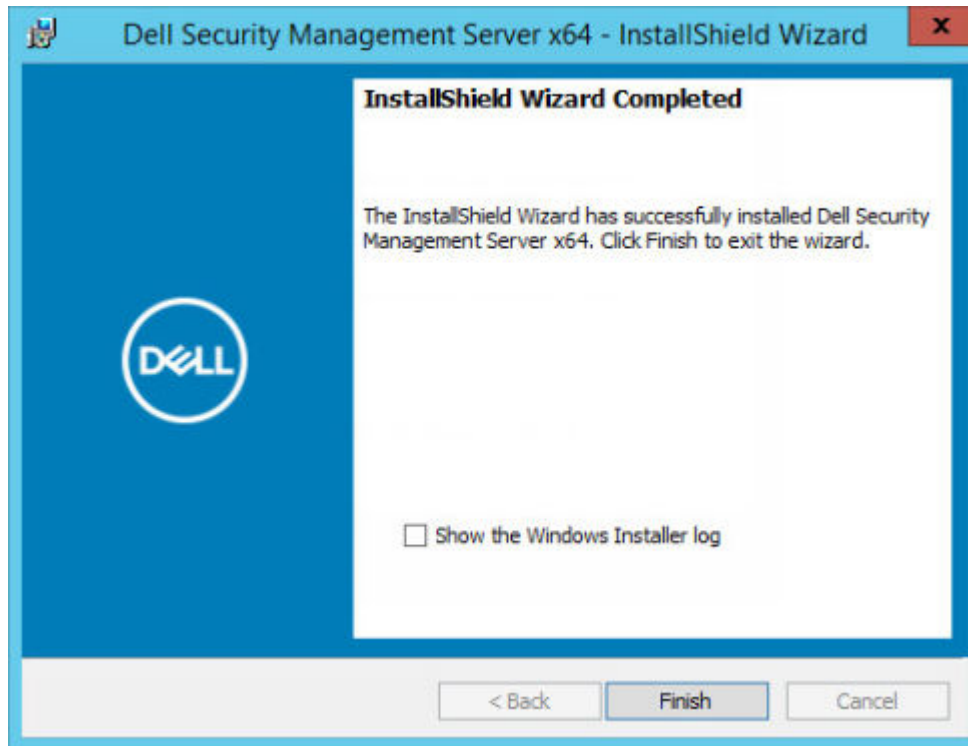 Dell Security Management Server x64 - InstallShield Wizard
x
InstallShield Wizard Completed
The InstallShield Wizard has successfully installed Dell Security
Management Server x64. Click Finish to exit the wizard.
DELL
Show the Windows Installer log
< Back Finish Cancel